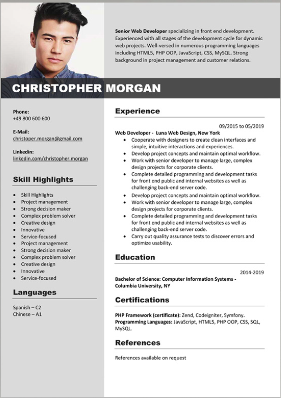 Senior Web Developer specializing in front end development.
Experienced with all stages of the development cycle for dynamic
web projects. Well-versed in numerous programming languages
including HTML5, PHP OOP, JavaScript, CSS, MySQL. Strong
background in project management and customer relations.
CHRISTOPHER MORGAN
Phone:
+49 800 600 600
E-Mail:
christoper.morgan@gmail.com
Linkedin:
linkedin.com/christopher.morgan
Skill Highlights
• Skill Highlights
• Project management
• Strong decision maker
• Complex problem solver
• Creative design
• Innovative
• Service-focused
• Project management
• Strong decision maker
• Complex problem solver
• Creative design
• Innovative
• Service-focused
Languages
Spanish – C2
Chinese – A1
Experience
09/2015 to 05/2019
Web Developer - Luna Web Design, New York
• Cooperate with designers to create clean interfaces and
simple, intuitive interactions and experiences.
• Develop project concepts and maintain optimal workflow.
• Work with senior developer to manage, large, complex
design projects for clients.
• Complete detailed programming and development tasks
for front end public and internal websites as well as
challenging back-end server code.
• Develop project concepts and maintain optimal workflow.
• Work with senior developer to manage large, complex
design projects for corporate clients.
• Complete detailed programming and development tasks
for front end public and internal websites as well as
challenging back-end server code.
• Carry out quality assurance tests to discover errors and
optimize usability.
Education
2014-2019
Bachelor of Science: Computer Information Systems -
Columbia University, NY
Certifications
PHP Framework (certificate): Zend, Codeigniter, Symfony.
Programming Languages: JavaScript, HTML5, PHP OOP, CSS, SQL,
MySQL.
References
References available on request